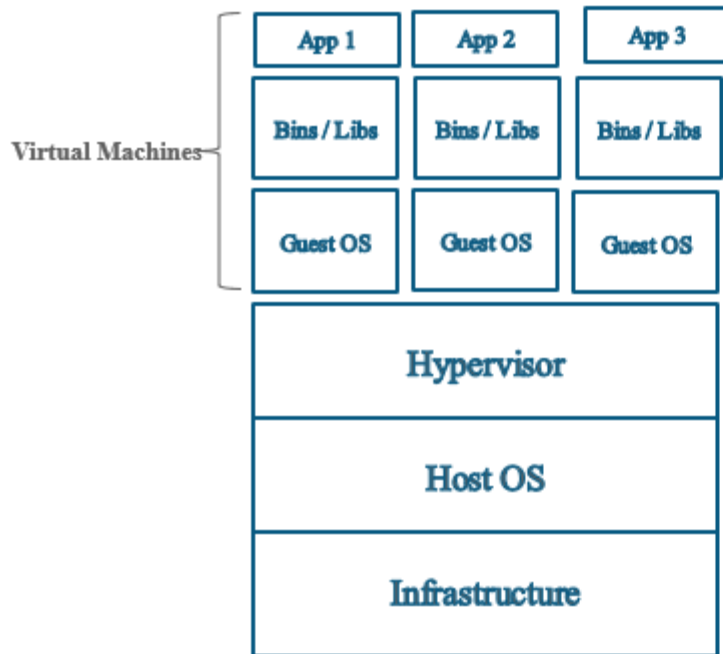 App 1
App 2
App 3
Bins / Libs
Bins / Libs
Bins / Libs
Virtual Machines
Guest OS
Guest OS
Guest OS
Hypervisor
Host OS
Infrastructure